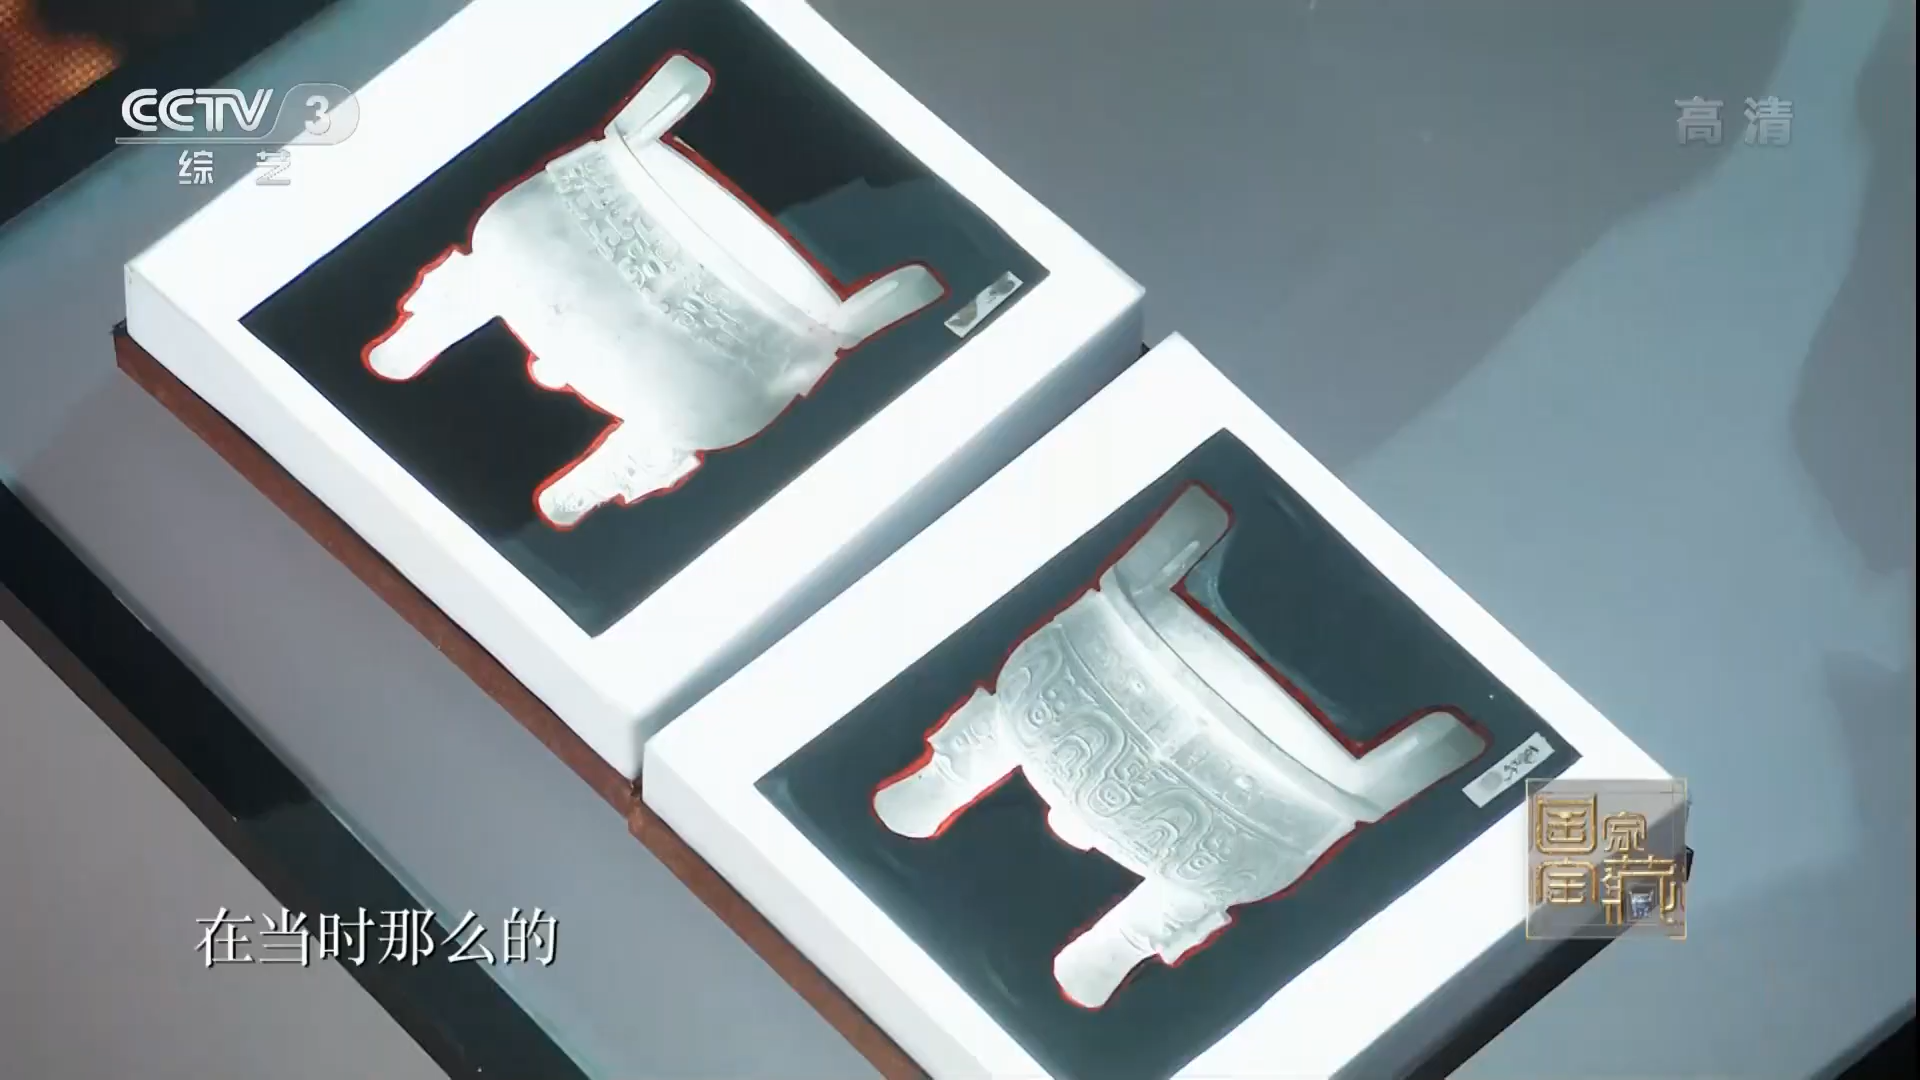 CCTV 3
综 艺
高清
国家
宝藏
在当时那么的